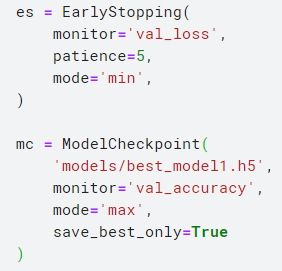 es = EarlyStopping(
    monitor='val_loss',
    patience=5,
    mode='min',
)

mc = ModelCheckpoint(
    'models/best_model1.h5',
    monitor='val_accuracy',
    mode='max',
    save_best_only=True
)